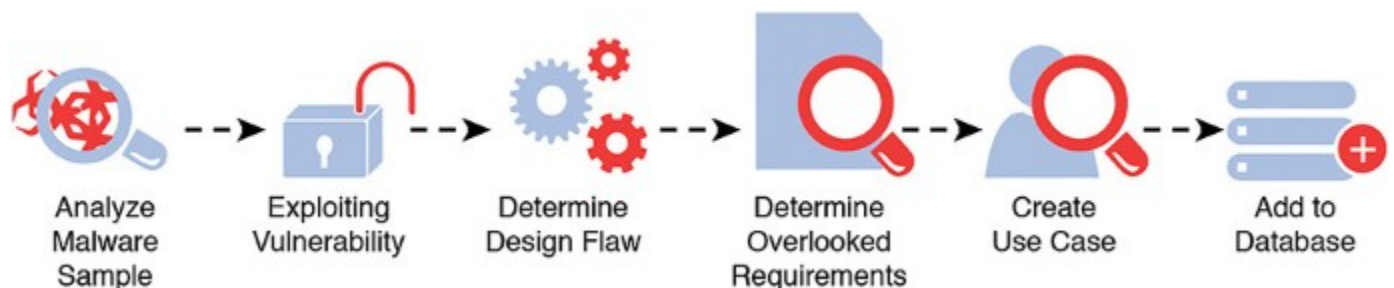 Analyze
Malware
Sample
Exploiting
Vulnerability
Determine
Design Flaw
Determine
Overlooked
Requirements
Create
Use Case
Add to
Database